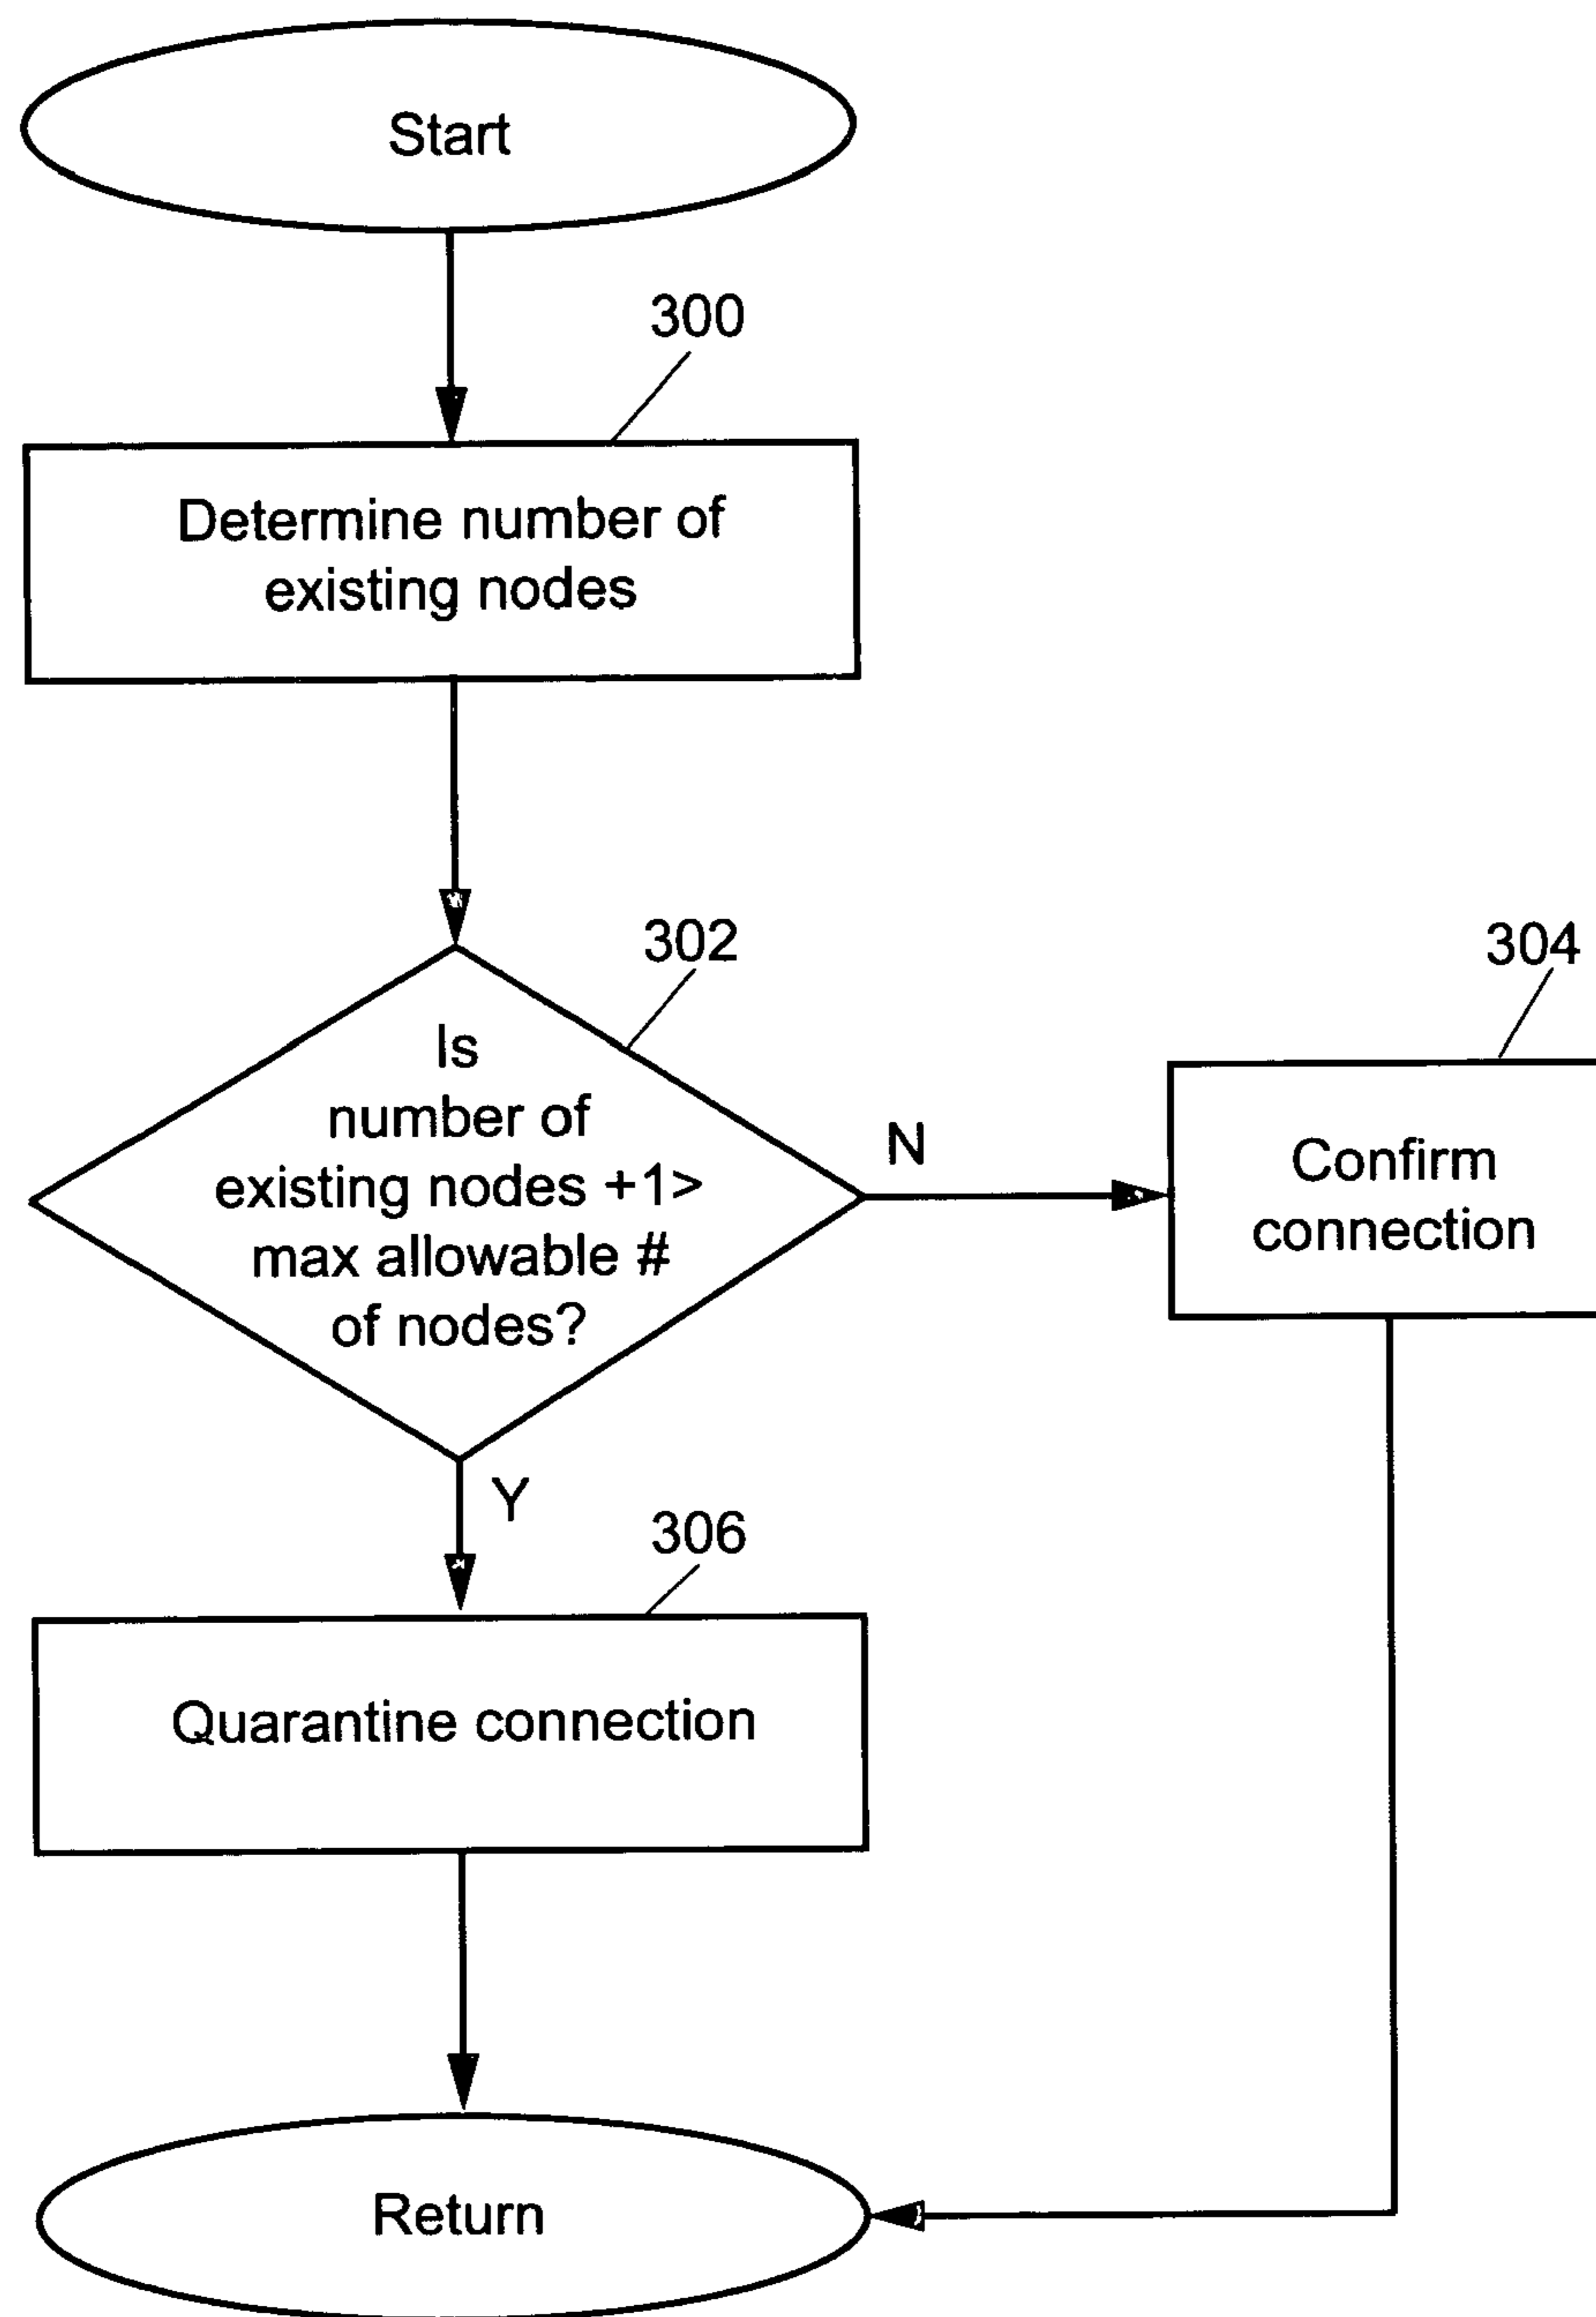 Start
300
Determine number of
existing nodes
302
304
Is
number of
existing nodes +1>
max allowable #
of nodes?
N
Confirm
connection
Y
306
Quarantine connection
Return